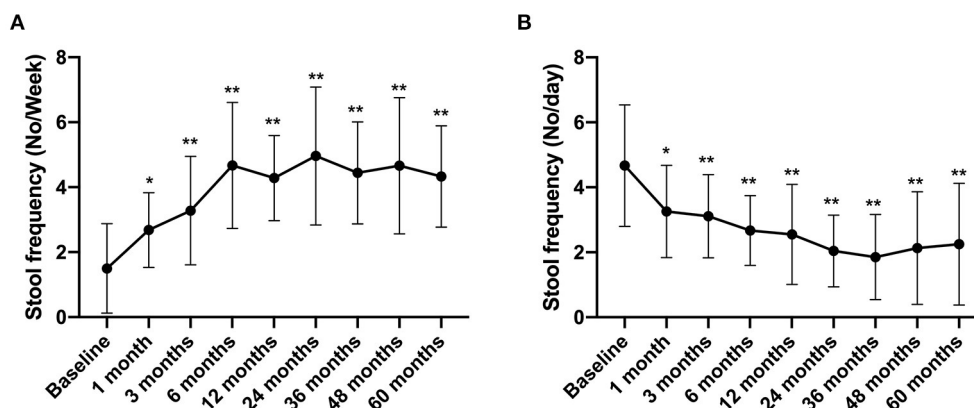 A
Stool frequency (No/Week)
8
6
4
2
0
*
**
**
**
**
**
**
**
Baseline
1 month
3 months
6 months
12 months
24 months
36 months
48 months
60 months
B
Stool frequency (No/day)
8
6
4
2
0
*
**
**
**
**
**
**
**
Baseline
1 month
3 months
6 months
12 months
24 months
36 months
48 months
60 months